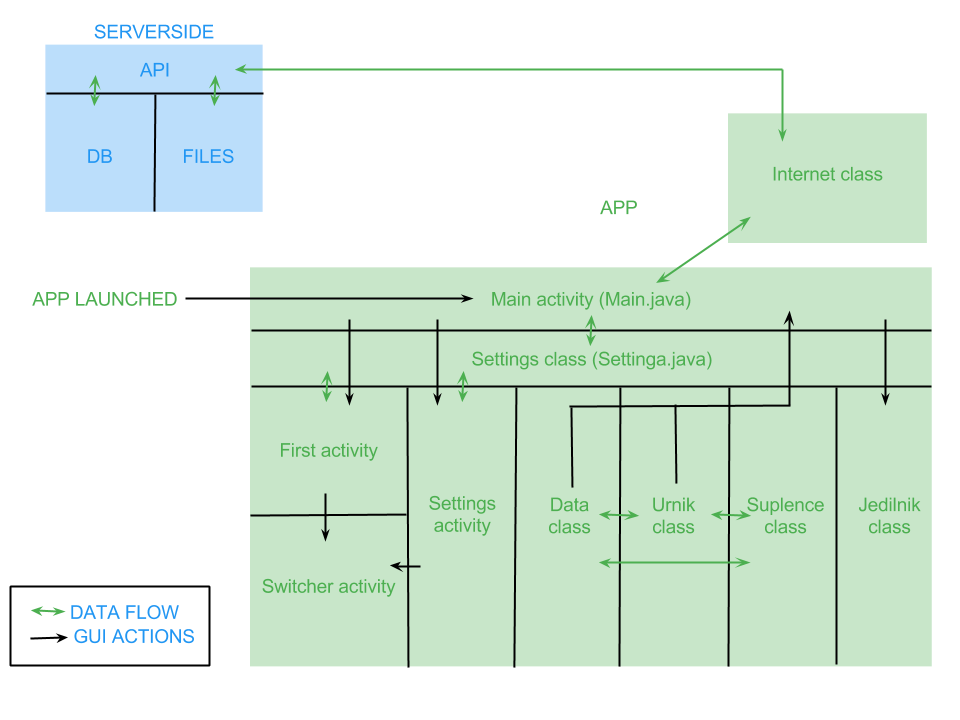 SERVERSIDE
API
DB
FILES
Internet class
APP
APP LAUNCHED
Main activity (Main.java)
Settings class (Settinga.java)
First activity
Settings
activity
Data
class
Urnik
class
Suplence
class
Jedilnik
class
Switcher activity
DATA FLOW
GUI ACTIONS